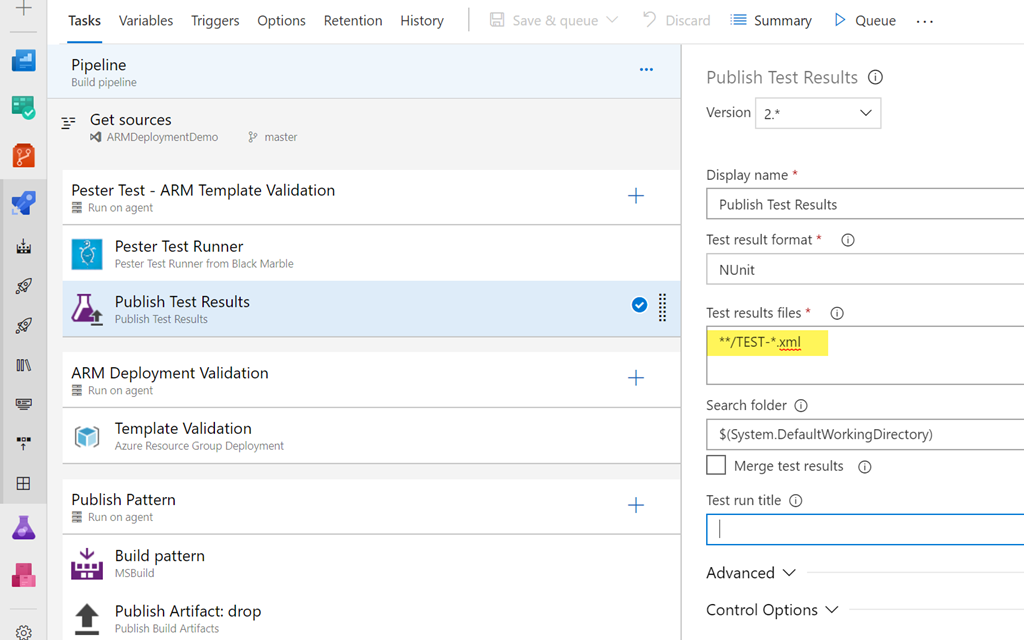 Tasks Variables Triggers Options Retention History Save & queue Discard Summary Queue ...
Pipeline
Build pipeline
Get sources
ARMDeploymentDemo master
Pester Test - ARM Template Validation
Run on agent
Pester Test Runner
Pester Test Runner from Black Marble
Publish Test Results
Publish Test Results
ARM Deployment Validation
Run on agent
Template Validation
Azure Resource Group Deployment
Publish Pattern
Run on agent
Build pattern
MSBuild
Publish Artifact: drop
Publish Build Artifacts
Publish Test Results
Version 2.*
Display name *
Publish Test Results
Test result format *
NUnit
Test results files *
**/TEST-*.xml
Search folder
$(System.DefaultWorkingDirectory)
Merge test results
Test run title
Advanced
Control Options